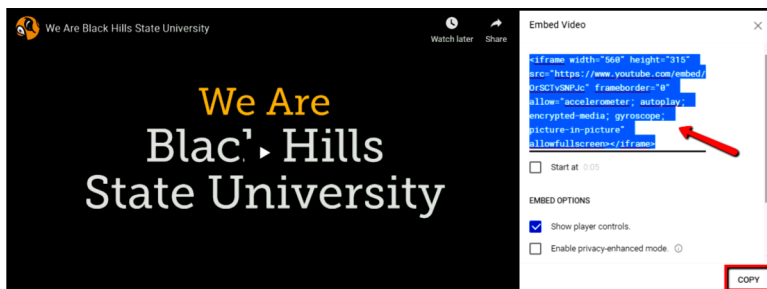 We Are Black Hills State University
Watch later
Share
We Are
Black Hills
State University
Embed Video
<iframe width="560" height="315"
src="https://www.youtube.com/embed/
OrSCTvSNPJc" frameborder="0"
allow="accelerometer; autoplay;
encrypted-media; gyroscope;
picture-in-picture"
allowfullscreen></iframe>
Start at 0:05
EMBED OPTIONS
Show player controls.
Enable privacy-enhanced mode.
COPY